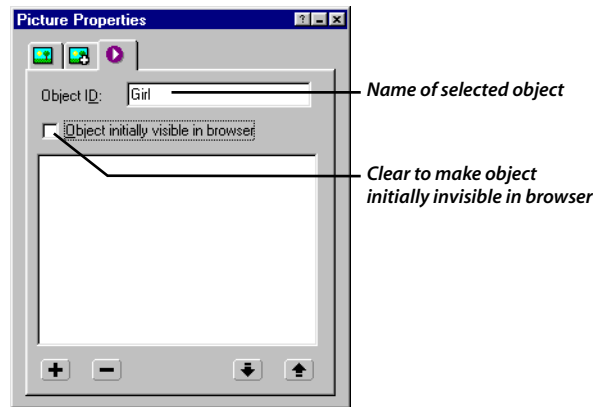 Picture Properties
Object ID: Girl
Name of selected object
Object initially visible in browser
Clear to make object
initially invisible in browser